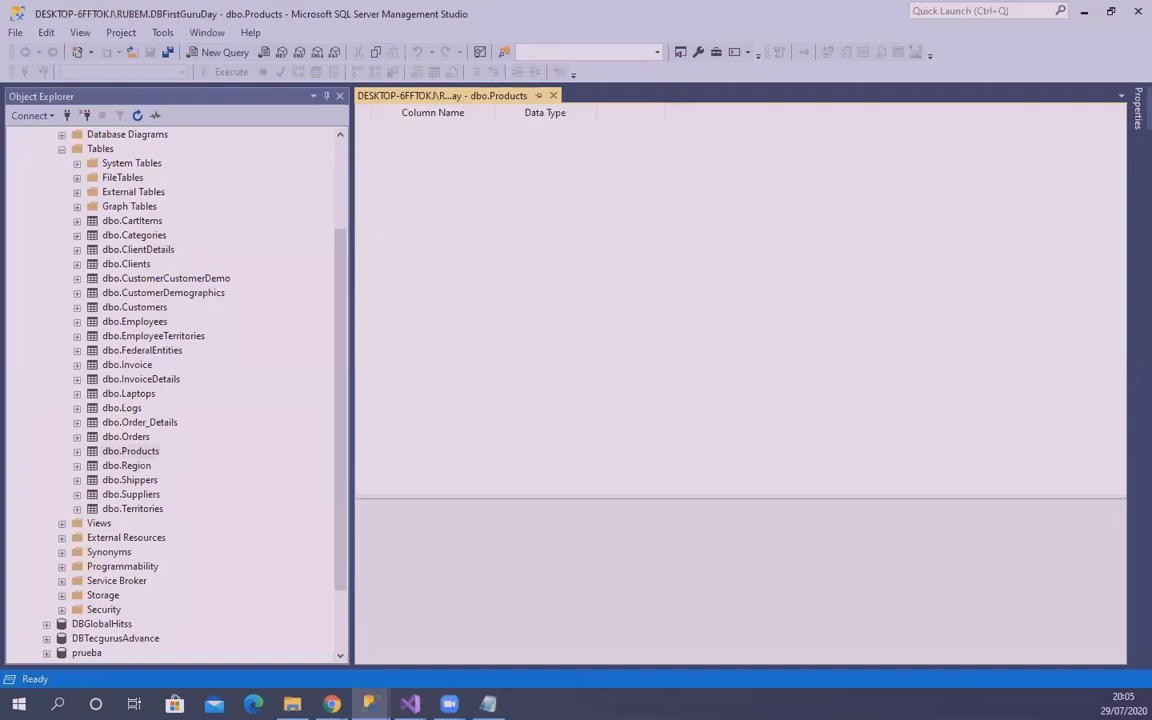 DESKTOP-6FFTOKJ\RUBEM.DBFirstGuruDay - dbo.Products - Microsoft SQL Server Management Studio
Quick Launch (Ctrl+Q)
File Edit View Project Tools Window Help
New Query
Execute
Object Explorer
DESKTOP-6FFTOKJ\R...ay - dbo.Products
Properties
Connect
Column Name Data Type
Database Diagrams
Tables
System Tables
FileTables
External Tables
Graph Tables
dbo.CartItems
dbo.Categories
dbo.ClientDetails
dbo.Clients
dbo.CustomerCustomerDemo
dbo.CustomerDemographics
dbo.Customers
dbo.Employees
dbo.EmployeeTerritories
dbo.FederalEntities
dbo.Invoice
dbo.InvoiceDetails
dbo.Laptops
dbo.Logs
dbo.Order_Details
dbo.Orders
dbo.Products
dbo.Region
dbo.Shippers
dbo.Suppliers
dbo.Territories
Views
External Resources
Synonyms
Programmability
Service Broker
Storage
Security
DBGlobalHitss
DBTecgurusAdvance
prueba
Ready
20:05
29/07/2020